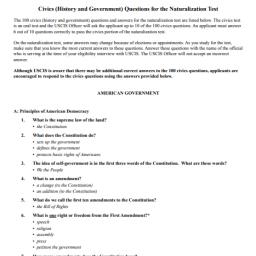 Civics (History and Government) Questions for the Naturalization Test
The 100 civics (history and government) questions and answers for the naturalization test are listed below. The civics test
is an oral test and the USCIS Officer will ask the applicant up to 10 of the 100 civics questions. An applicant must answer
6 out of 10 questions correctly to pass the civics portion of the naturalization test.
On the naturalization test, some answers may change because of elections or appointments. As you study for the test,
make sure that you know the most current answers to these questions. Answer these questions with the name of the official
who is serving at the time of your eligibility interview with USCIS. The USCIS Officer will not accept an incorrect
answer.
Although USCIS is aware that there may be additional correct answers to the 100 civics questions, applicants are
encouraged to respond to the civics questions using the answers provided below.
AMERICAN GOVERNMENT
A: Principles of American Democracy
1. What is the supreme law of the land?
▪ the Constitution
2. What does the Constitution do?
▪ sets up the government
▪ defines the government
▪ protects basic rights of Americans
3. The idea of self-government is in the first three words of the Constitution. What are these words?
▪ We the People
4. What is an amendment?
▪ a change (to the Constitution)
▪ an addition (to the Constitution)
5. What do we call the first ten amendments to the Constitution?
▪ the Bill of Rights
6. What is one right or freedom from the First Amendment?*
▪ speech
▪ religion
▪ assembly
▪ press
▪ petition the government